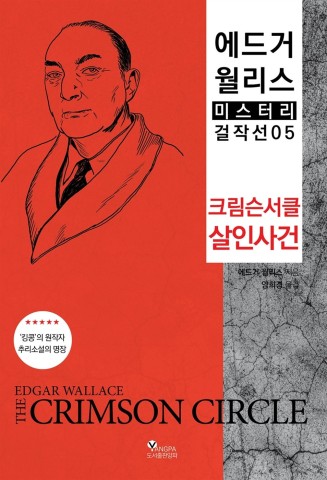 에드거
월리스
미스터리
걸작선05
크림슨서클
살인사건
에드거 월리스 지음
양희경 옮김
★★★★★
'킹콩'의 원작자
추리소설의 명장
EDGAR WALLACE
THE CRIMSON CIRCLE
YANGPA
도서출판양파